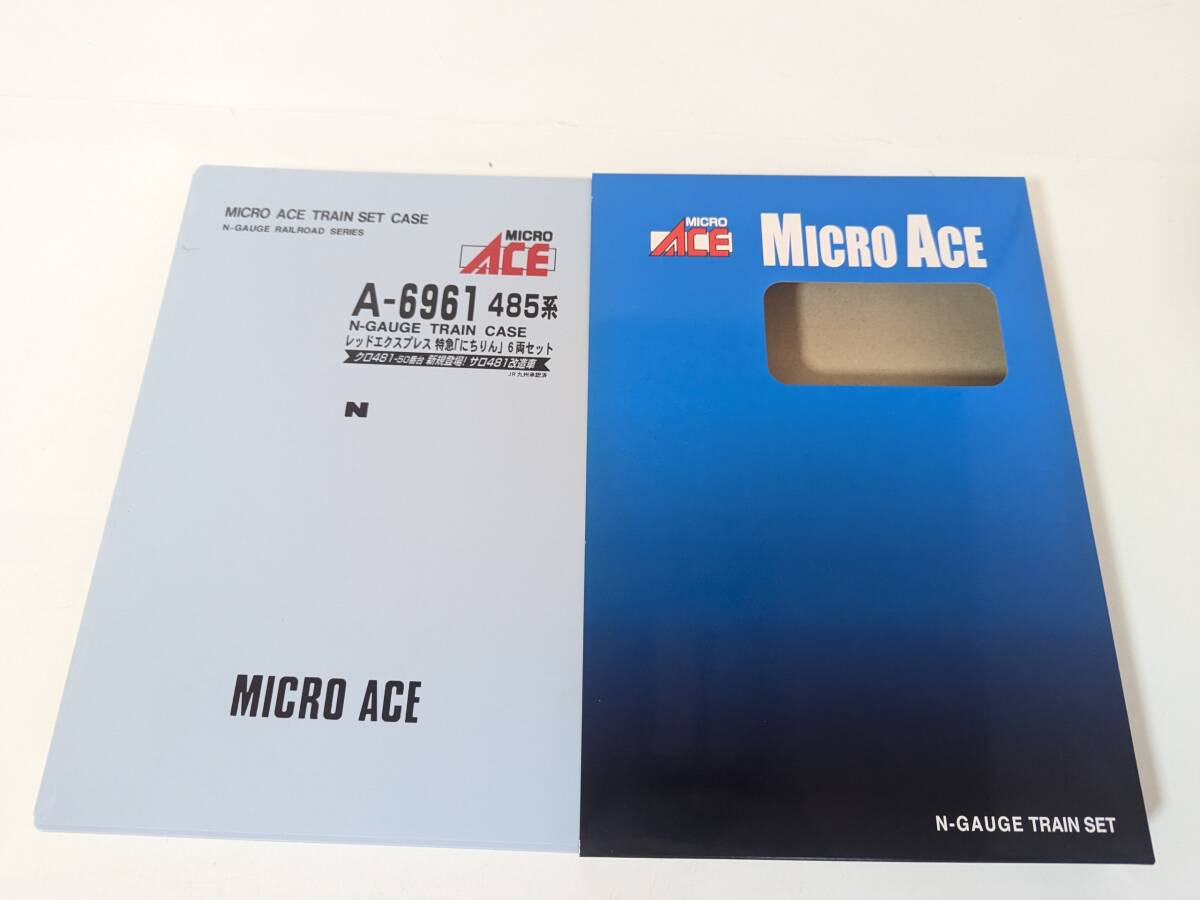 MICRO ACE TRAIN SET CASE
N-GAUGE RAILROAD SERIES
MICRO
ACE
A-6961 485系
N-GAUGE TRAIN CASE
レッドエクスプレス 特急「にちりん」6両セット
クロ481-50番台 新規登場! サロ481改造車
JR九州承認済
N
MICRO ACE
MICRO
ACE
MICRO ACE
N-GAUGE TRAIN SET